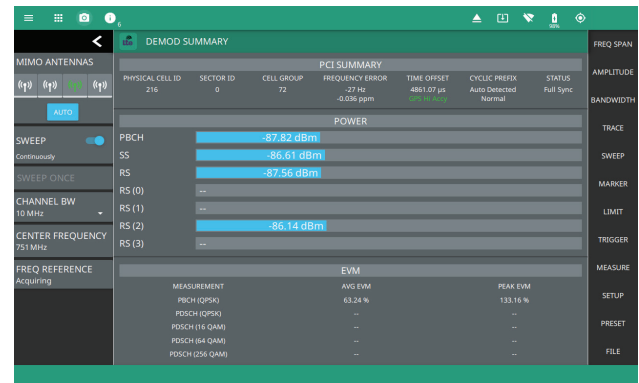 6
98%
DEMOD SUMMARY
FREQ SPAN
AMPLITUDE
BANDWIDTH
TRACE
SWEEP
MARKER
LIMIT
TRIGGER
MEASURE
SETUP
PRESET
FILE
MIMO ANTENNAS
AUTO
SWEEP
Continuously
SWEEP ONCE
CHANNEL BW
10 MHz
CENTER FREQUENCY
751 MHz
FREQ REFERENCE
Acquiring
PCI SUMMARY
PHYSICAL CELL ID SECTOR ID CELL GROUP FREQUENCY ERROR TIME OFFSET CYCLIC PREFIX STATUS
216 0 72 -27 Hz 4861.07 µs Auto Detected Full Sync
-0.036 ppm GPS Hi Accy Normal
POWER
PBCH -87.82 dBm
SS -86.61 dBm
RS -87.56 dBm
RS (0) --
RS (1) --
RS (2) -86.14 dBm
RS (3) --
EVM
MEASUREMENT AVG EVM PEAK EVM
PBCH (QPSK) 63.24 % 133.16 %
PDSCH (QPSK) -- --
PDSCH (16 QAM) -- --
PDSCH (64 QAM) -- --
PDSCH (256 QAM) -- --